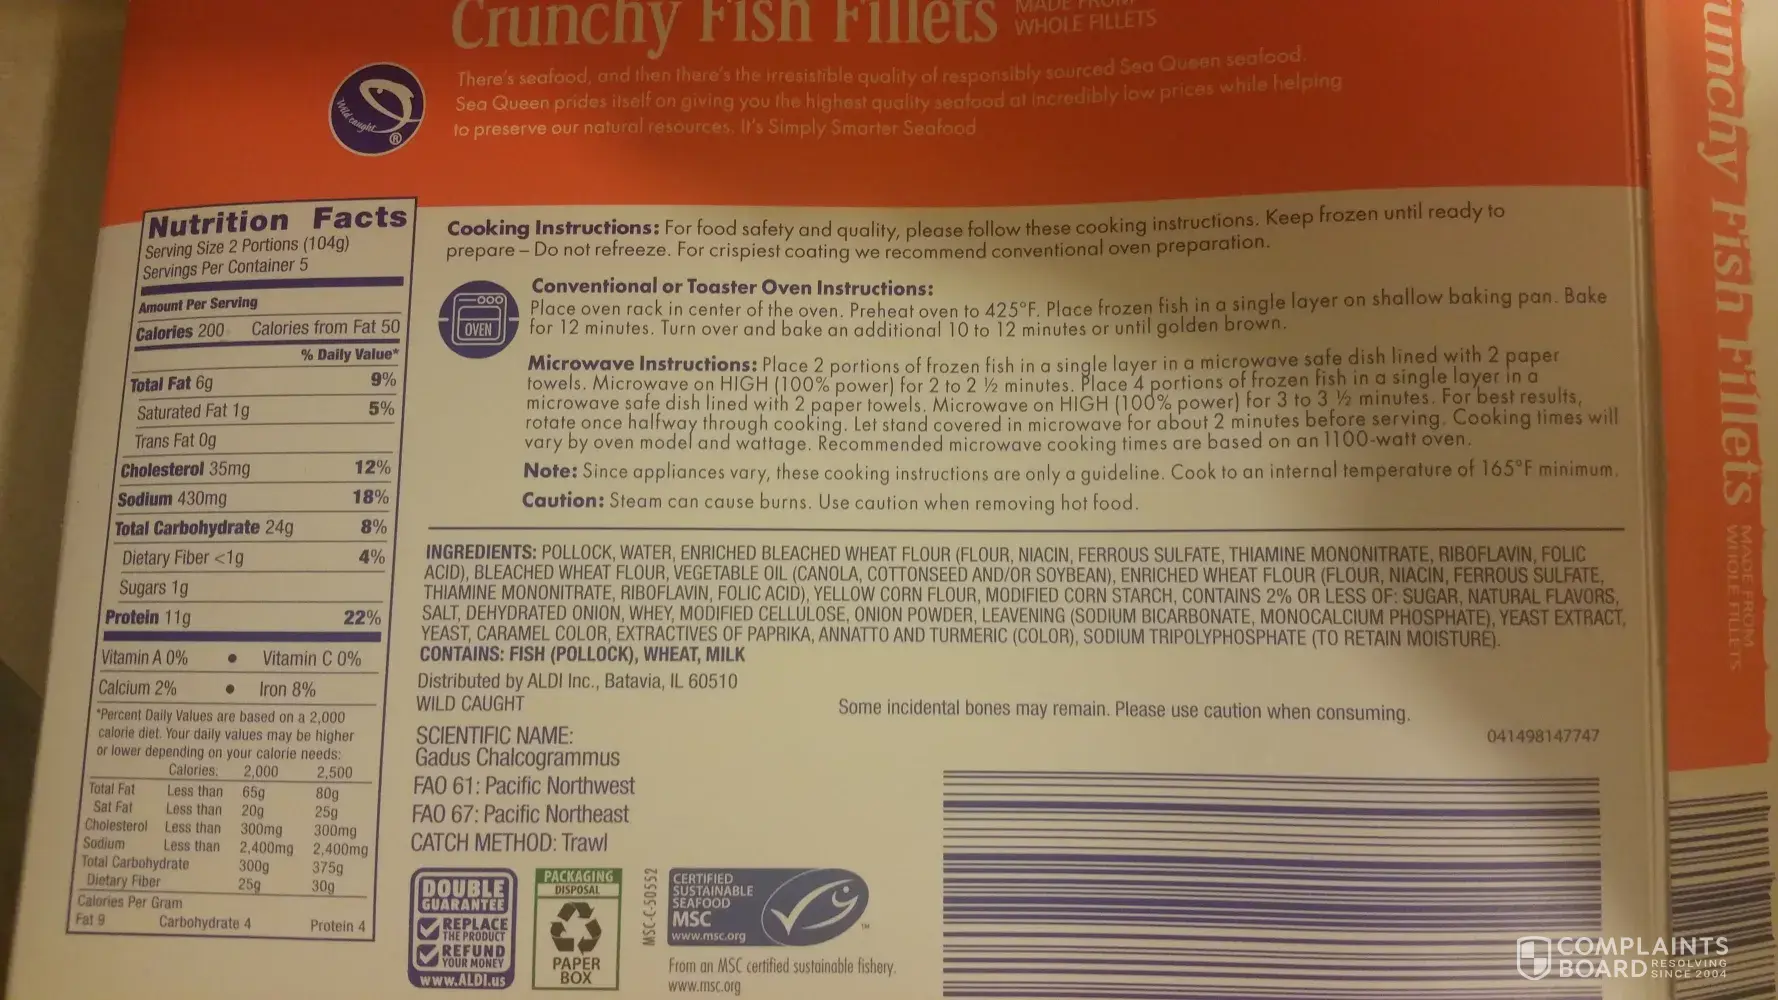 Crunchy Fish Fillets
MADE FROM
WHOLE FILLETS
There's seafood, and then there's the irresistible quality of responsibly sourced Sea Queen seafood.
Sea Queen prides itself on giving you the highest quality seafood at incredibly low prices while helping
to preserve our natural resources. It's Simply Smarter Seafood
Wild caught
®
Nutrition Facts
Serving Size 2 Portions (104g)
Servings Per Container 5
Amount Per Serving
Calories 200 Calories from Fat 50
% Daily Value*
Total Fat 6g 9%
Saturated Fat 1g 5%
Trans Fat 0g
Cholesterol 35mg 12%
Sodium 430mg 18%
Total Carbohydrate 24g 8%
Dietary Fiber <1g 4%
Sugars 1g
Protein 11g 22%
Vitamin A 0% • Vitamin C 0%
Calcium 2% • Iron 8%
*Percent Daily Values are based on a 2,000
calorie diet. Your daily values may be higher
or lower depending on your calorie needs:
Calories: 2,000 2,500
Total Fat Less than 65g 80g
Sat Fat Less than 20g 25g
Cholesterol Less than 300mg 300mg
Sodium Less than 2,400mg 2,400mg
Total Carbohydrate 300g 375g
Dietary Fiber 25g 30g
Calories Per Gram
Fat 9 Carbohydrate 4 Protein 4
Cooking Instructions: For food safety and quality, please follow these cooking instructions. Keep frozen until ready to
prepare – Do not refreeze. For crispiest coating we recommend conventional oven preparation.
OVEN
Conventional or Toaster Oven Instructions:
Place oven rack in center of the oven. Preheat oven to 425°F. Place frozen fish in a single layer on shallow baking pan. Bake
for 12 minutes. Turn over and bake an additional 10 to 12 minutes or until golden brown.
Microwave Instructions: Place 2 portions of frozen fish in a single layer in a microwave safe dish lined with 2 paper
towels. Microwave on HIGH (100% power) for 2 to 2 ½ minutes. Place 4 portions of frozen fish in a single layer in a
microwave safe dish lined with 2 paper towels. Microwave on HIGH (100% power) for 3 to 3 ½ minutes. For best results,
rotate once halfway through cooking. Let stand covered in microwave for about 2 minutes before serving. Cooking times will
vary by oven model and wattage. Recommended microwave cooking times are based on an 1100-watt oven.
Note: Since appliances vary, these cooking instructions are only a guideline. Cook to an internal temperature of 165°F minimum.
Caution: Steam can cause burns. Use caution when removing hot food.
INGREDIENTS: POLLOCK, WATER, ENRICHED BLEACHED WHEAT FLOUR (FLOUR, NIACIN, FERROUS SULFATE, THIAMINE MONONITRATE, RIBOFLAVIN, FOLIC
ACID), BLEACHED WHEAT FLOUR, VEGETABLE OIL (CANOLA, COTTONSEED AND/OR SOYBEAN), ENRICHED WHEAT FLOUR (FLOUR, NIACIN, FERROUS SULFATE,
THIAMINE MONONITRATE, RIBOFLAVIN, FOLIC ACID), YELLOW CORN FLOUR, MODIFIED CORN STARCH, CONTAINS 2% OR LESS OF: SUGAR, NATURAL FLAVORS,
SALT, DEHYDRATED ONION, WHEY, MODIFIED CELLULOSE, ONION POWDER, LEAVENING (SODIUM BICARBONATE, MONOCALCIUM PHOSPHATE), YEAST EXTRACT,
YEAST, CARAMEL COLOR, EXTRACTIVES OF PAPRIKA, ANNATTO AND TURMERIC (COLOR), SODIUM TRIPOLYPHOSPHATE (TO RETAIN MOISTURE).
CONTAINS: FISH (POLLOCK), WHEAT, MILK
Distributed by ALDI Inc., Batavia, IL 60510
WILD CAUGHT
Some incidental bones may remain. Please use caution when consuming.
041498147747
SCIENTIFIC NAME:
Gadus Chalcogrammus
FAO 61: Pacific Northwest
FAO 67: Pacific Northeast
CATCH METHOD: Trawl
DOUBLE
GUARANTEE
REPLACE
THE PRODUCT
REFUND
YOUR MONEY
www.ALDI.us
PACKAGING
DISPOSAL
PAPER
BOX
MSC-C-50552
CERTIFIED
SUSTAINABLE
SEAFOOD
MSC
www.msc.org
TM
From an MSC certified sustainable fishery.
www.msc.org
runchy Fish Fillets
MADE FROM
WHOLE FILLETS
COMPLAINTS
BOARD RESOLVING
SINCE 2004